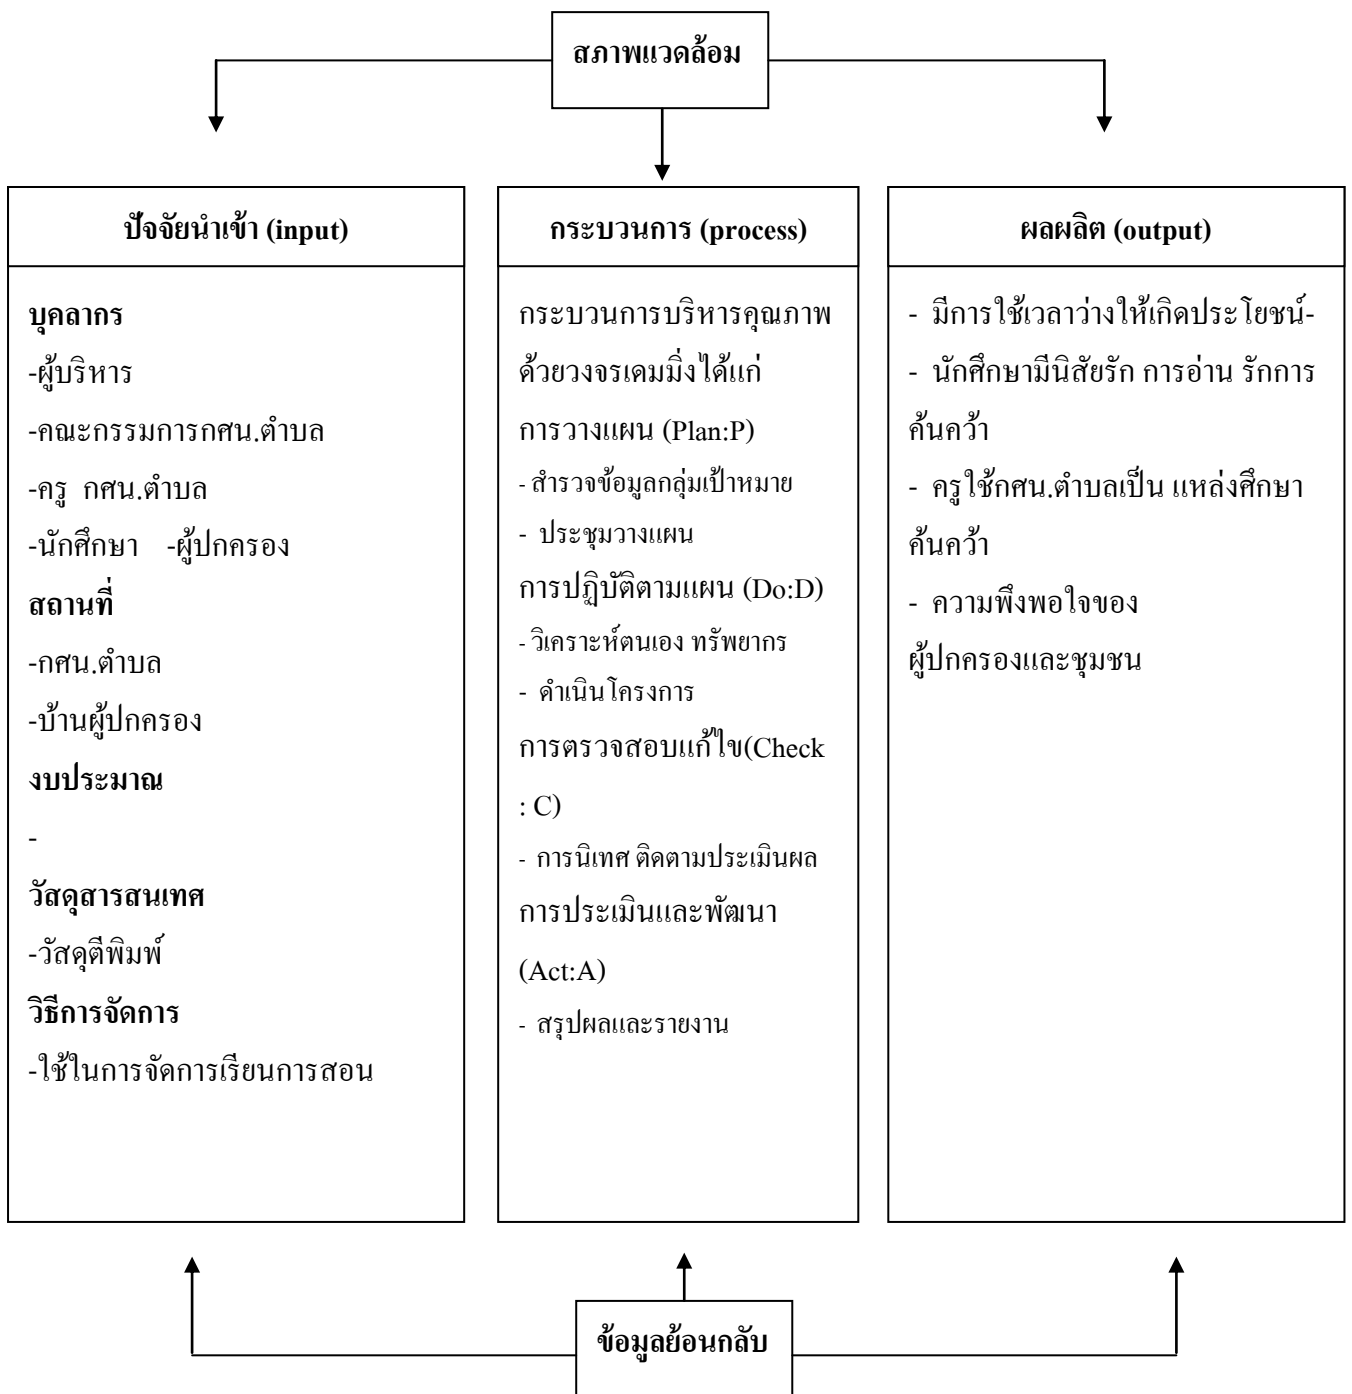 สภาพแวดล้อม
ปัจจัยนำเข้า (input)
บุคลากร
-ผู้บริหาร
-คณะกรรมการกศน.ตำบล
-ครู กศน.ตำบล
-นักศึกษา -ผู้ปกครอง
สถานที่
-กศน.ตำบล
-บ้านผู้ปกครอง
งบประมาณ
-
วัสดุสารสนเทศ
-วัสดุตีพิมพ์
วิธีการจัดการ
-ใช้ในการจัดการเรียนการสอน
กระบวนการ (process)
กระบวนการบริหารคุณภาพ
ด้วยวงจรเดมมิ่งได้แก่
การวางแผน (Plan:P)
- สำรวจข้อมูลกลุ่มเป้าหมาย
- ประชุมวางแผน
การปฏิบัติตามแผน (Do:D)
- วิเคราะห์ตนเอง ทรัพยากร
- ดำเนินโครงการ
การตรวจสอบแก้ไข(Check
: C)
- การนิเทศ ติดตามประเมินผล
การประเมินและพัฒนา
(Act:A)
- สรุปผลและรายงาน
ผลผลิต (output)
- มีการใช้เวลาว่างให้เกิดประโยชน์-
- นักศึกษามีนิสัยรัก การอ่าน รักการ
ค้นคว้า
- ครูใช้กศน.ตำบลเป็น แหล่งศึกษา
ค้นคว้า
- ความพึงพอใจของ
ผู้ปกครองและชุมชน
ข้อมูลย้อนกลับ